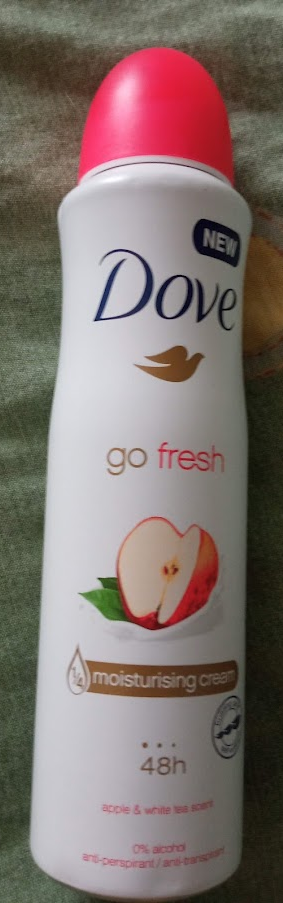 NEW
Dove
go fresh
1/4 moisturising cream
48h
apple & white tea scent
0% alcohol
anti-perspirant / anti-transpirant